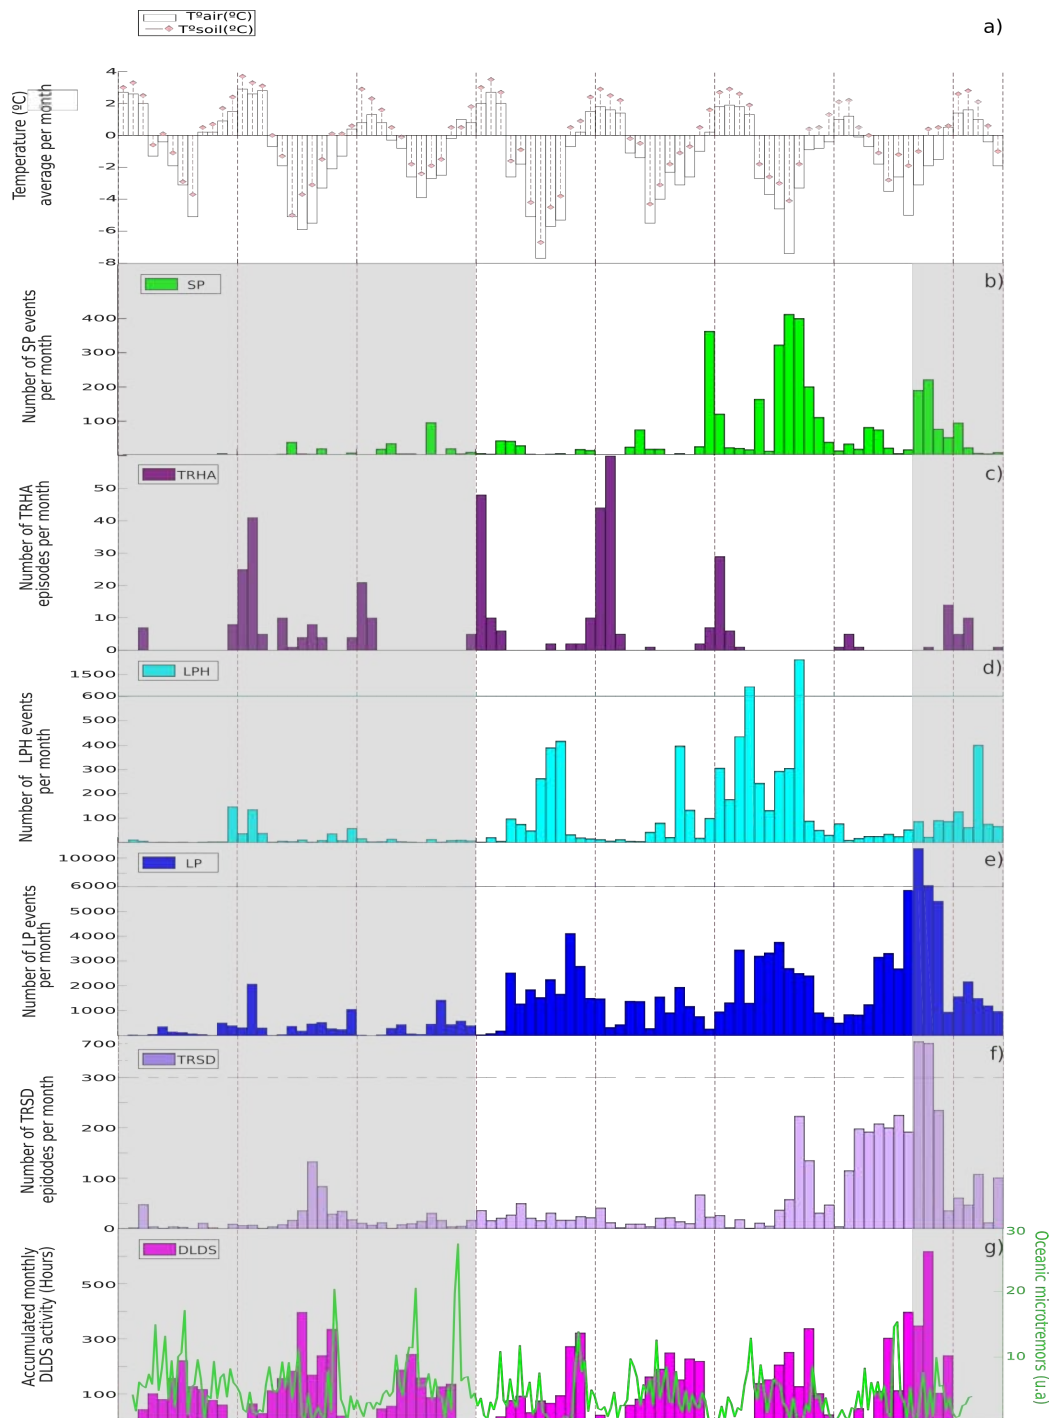 Tºair(ºC)
Tºsoil(ºC)
a)
Temperature (ºC)
average per month
4
2
0
-2
-4
-6
-8
SP
b)
Number of SP events
per month
400
300
200
100
TRHA
c)
Number of TRHA
episodes per month
50
40
30
20
10
0
LPH
d)
Number of LPH events
per month
1500
600
500
400
300
200
100
LP
e)
Number of LP events
per month
10000
6000
5000
4000
3000
2000
1000
TRSD
f)
Number of TRSD
epidodes per month
700
300
200
100
0
DLDS
g)
Accumulated monthly
DLDS activity (Hours)
500
300
100
30
20
10
Oceanic microtremors (u.a)